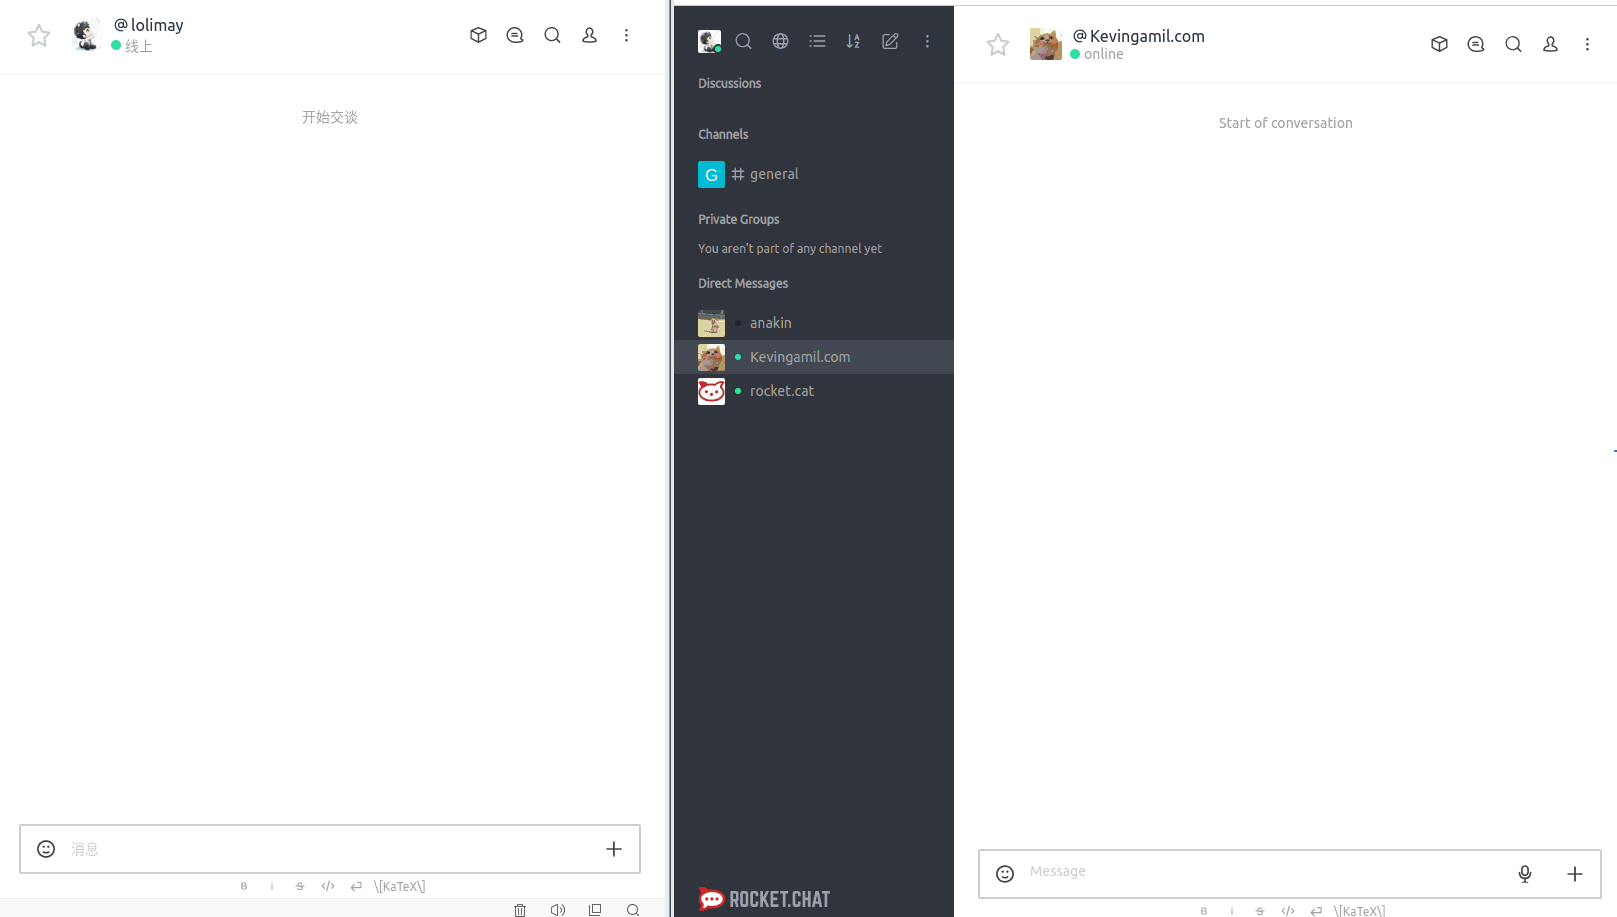 @ lolimay
线上
开始交谈
消息
B i S </> \[KaTeX\]
Discussions
Channels
G # general
Private Groups
You aren't part of any channel yet
Direct Messages
anakin
Kevingamil.com
rocket.cat
ROCKET.CHAT
@ Kevingamil.com
online
Start of conversation
Message
B i S </> \[KaTeX\]